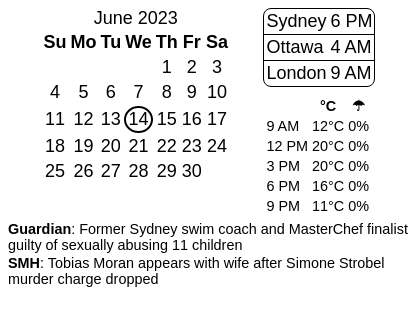 June 2023
Su Mo Tu We Th Fr Sa
1 2 3
4 5 6 7 8 9 10
11 12 13 14 15 16 17
18 19 20 21 22 23 24
25 26 27 28 29 30
Sydney 6 PM
Ottawa 4 AM
London 9 AM
°C ☂
9 AM 12°C 0%
12 PM 20°C 0%
3 PM 20°C 0%
6 PM 16°C 0%
9 PM 11°C 0%
Guardian: Former Sydney swim coach and MasterChef finalist
guilty of sexually abusing 11 children
SMH: Tobias Moran appears with wife after Simone Strobel
murder charge dropped